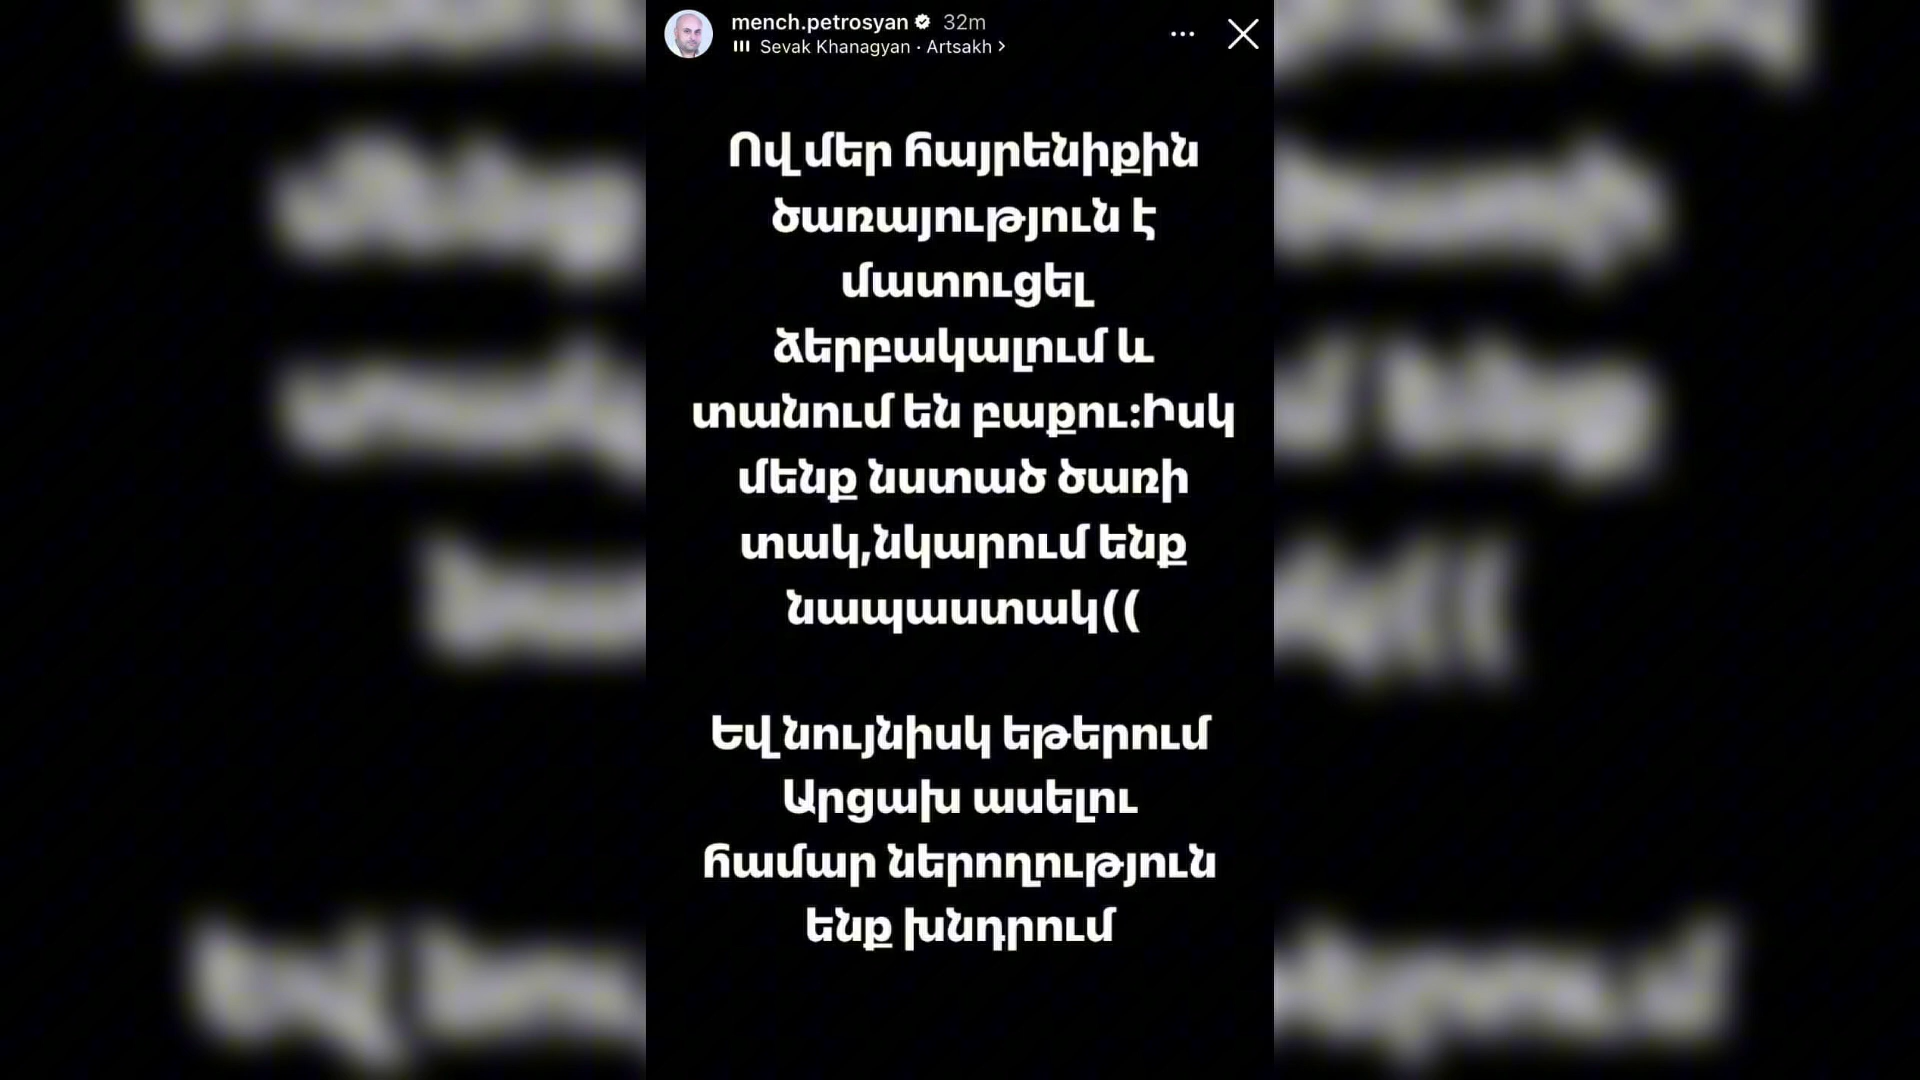 mench.petrosyan 32m
Sevak Khanagyan · Artsakh >
Ով մեր հայրենիքին
ծառայություն է
մատուցել
ձերբակալում և
տանում են բաքու:Իսկ
մենք նստած ծառի
տակ,նկարում ենք
նապաստակ((
Եվ նույնիսկ եթերում
Արցախ ասելու
համար ներողություն
ենք խնդրում